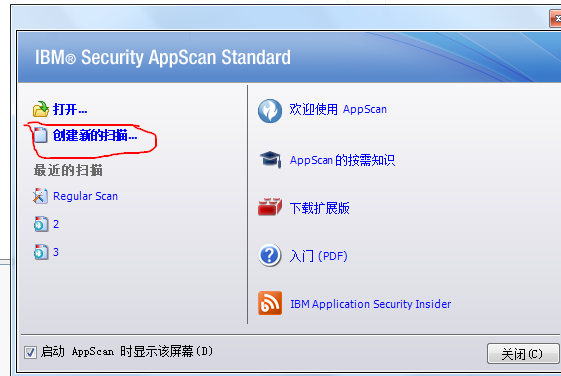 IBM® Security AppScan Standard
打开...
创建新的扫描...
最近的扫描
Regular Scan
2
3
欢迎使用 AppScan
AppScan 的按需知识
下载扩展版
入门 (PDF)
IBM Application Security Insider
启动 AppScan 时显示该屏幕(D)
关闭(C)